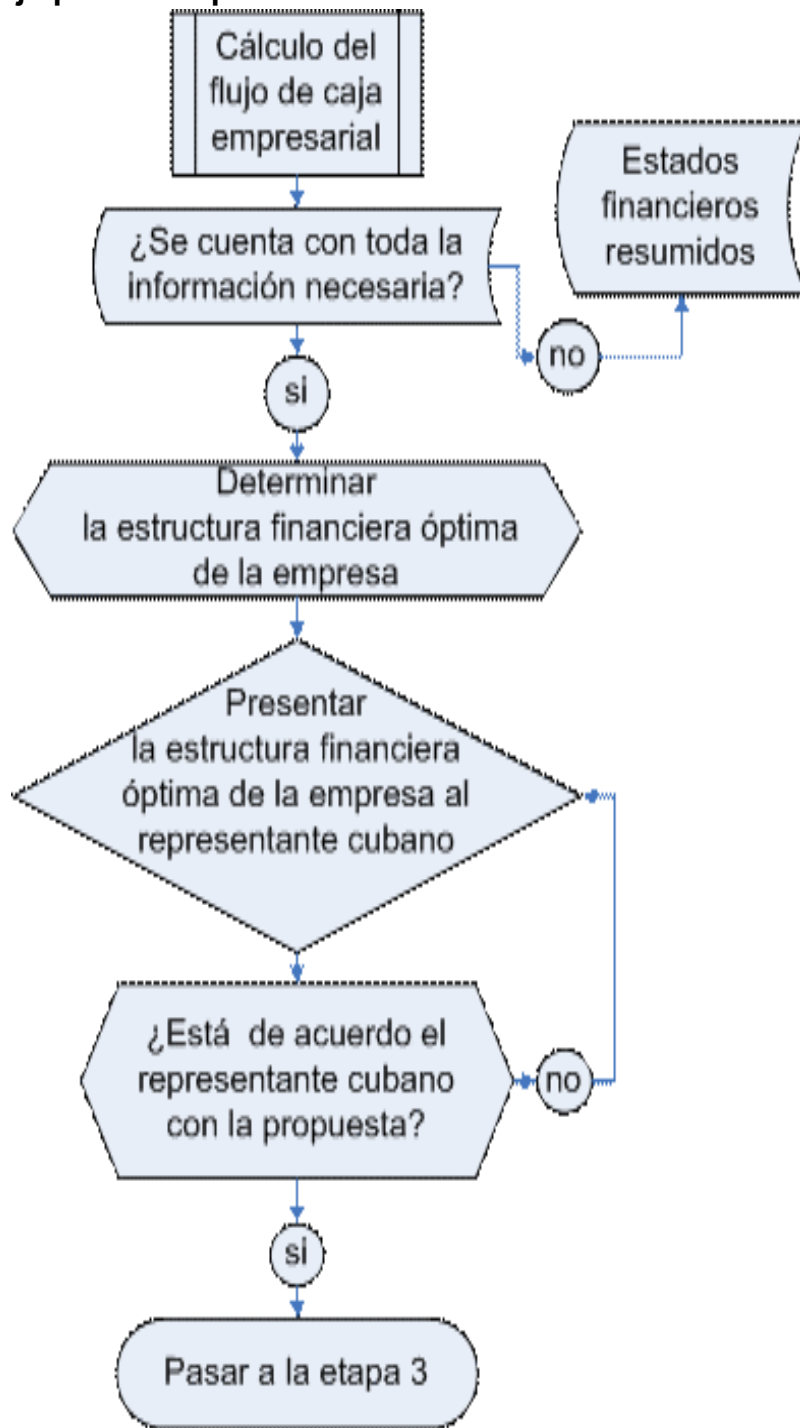 Cálculo del
flujo de caja
empresarial
Estados
financieros
resumidos
¿Se cuenta con toda la
información necesaria?
no
si
Determinar
la estructura financiera óptima
de la empresa
Presentar
la estructura financiera
óptima de la empresa al
representante cubano
¿Está de acuerdo el
representante cubano
con la propuesta?
no
si
Pasar a la etapa 3